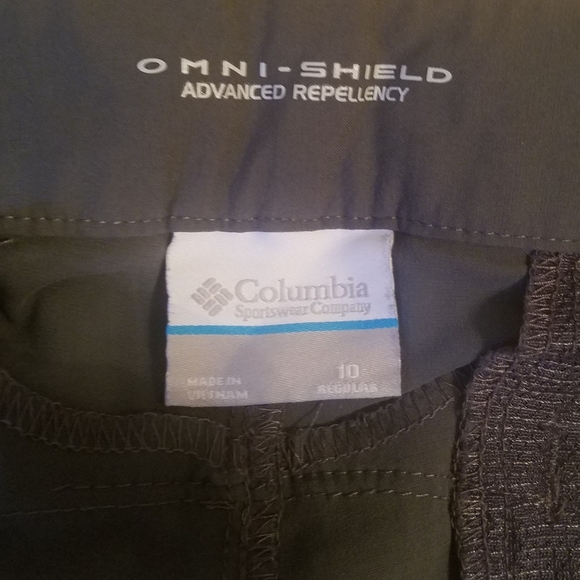 OMNI-SHIELD
ADVANCED REPELLENCY
Columbia
Sportswear Company
MADE IN
VIETNAM
10
REGULAR